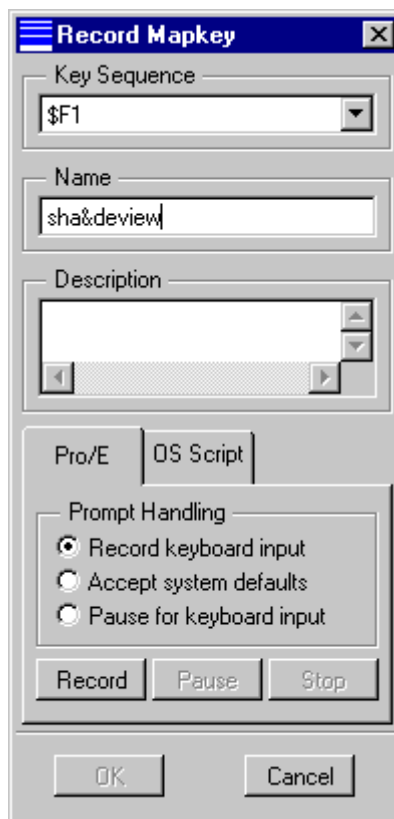 Record Mapkey
Key Sequence
$F1
Name
sha&deview
Description
Pro/E OS Script
Prompt Handling
Record keyboard input
Accept system defaults
Pause for keyboard input
Record Pause Stop
OK Cancel